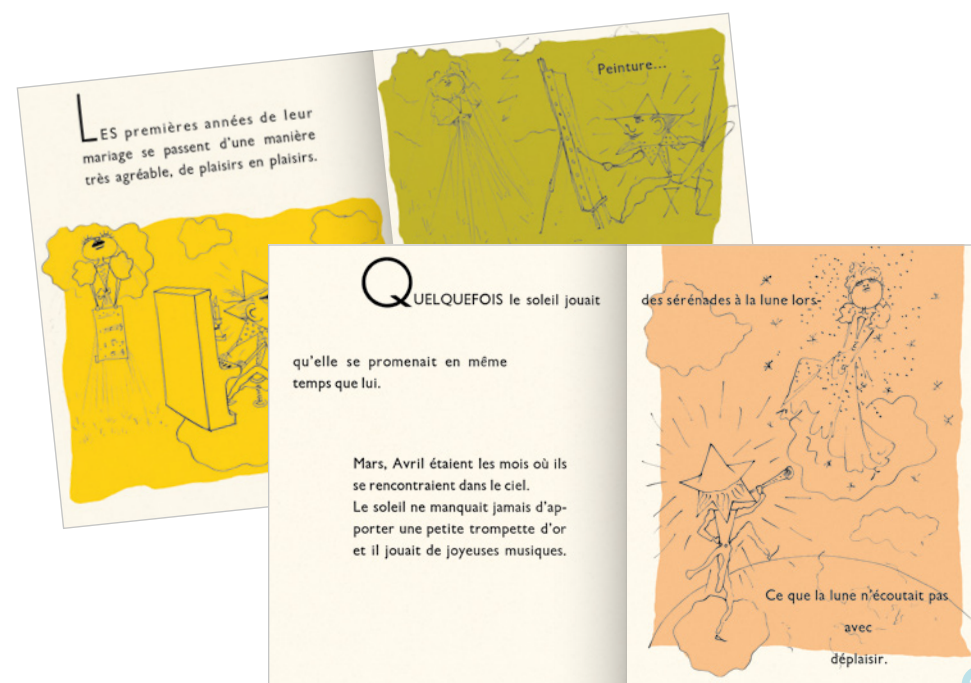 LES premières années de leur
mariage se passent d'une manière
très agréable, de plaisirs en plaisirs.
Peinture...
QUELQUEFOIS le soleil jouait des sérénades à la lune lors-
qu'elle se promenait en même
temps que lui.
Mars, Avril étaient les mois où ils
se rencontraient dans le ciel.
Le soleil ne manquait jamais d'ap-
porter une petite trompette d'or
et il jouait de joyeuses musiques.
Ce que la lune n'écoutait pas
avec
déplaisir.